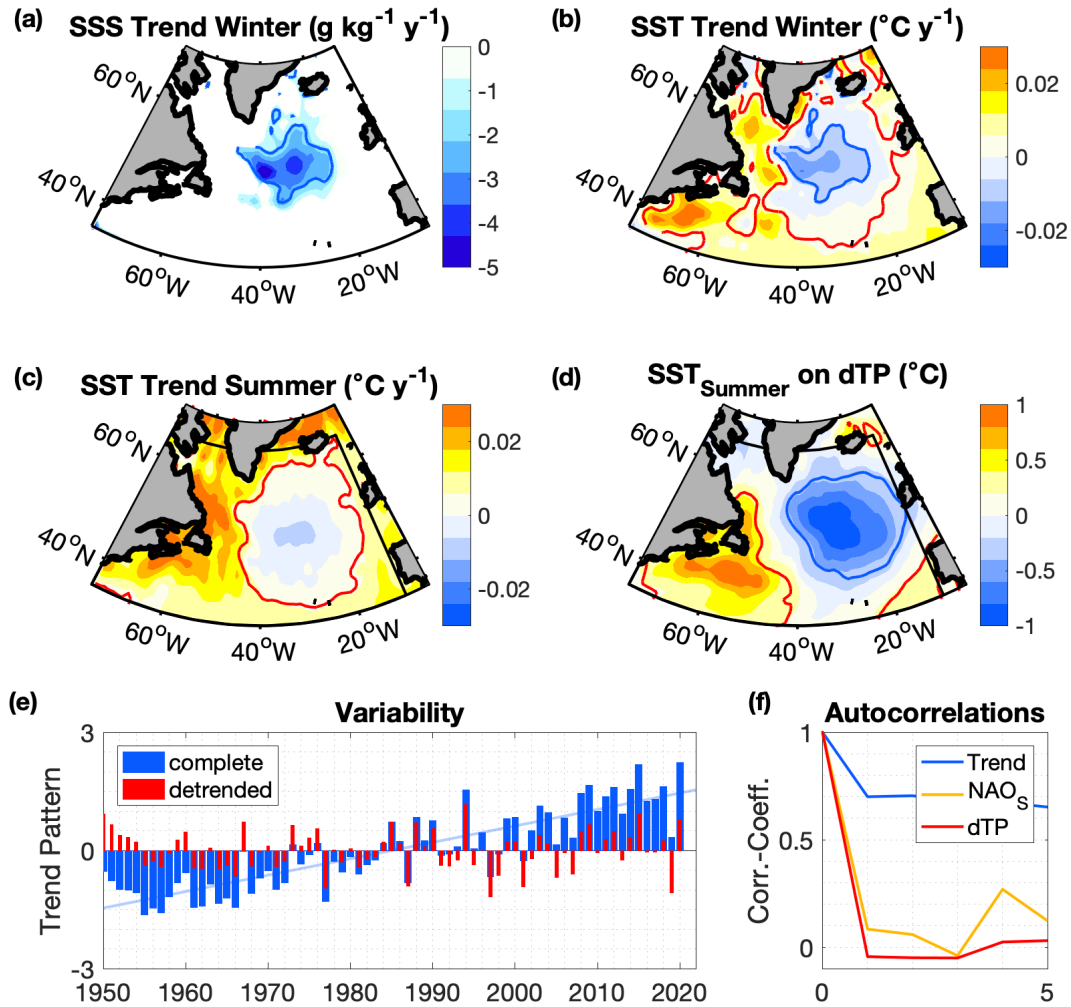 (a)
SSS Trend Winter (g kg⁻¹ y⁻¹)
0
-1
-2
-3
-4
-5
60°N
40°N
60°W
40°W
20°W
(b)
SST Trend Winter (°C y⁻¹)
0.02
0
-0.02
60°N
40°N
60°W
40°W
20°W
(c)
SST Trend Summer (°C y⁻¹)
0.02
0
-0.02
60°N
40°N
60°W
40°W
20°W
(d)
SST_Summer on dTP (°C)
1
0.5
0
-0.5
-1
60°N
40°N
60°W
40°W
20°W
(e)
Variability
Trend Pattern
3
0
-3
complete
detrended
1950
1960
1970
1980
1990
2000
2010
2020
(f)
Autocorrelations
Corr.-Coeff.
1
0.5
0
Trend
NAO_S
dTP
0
5